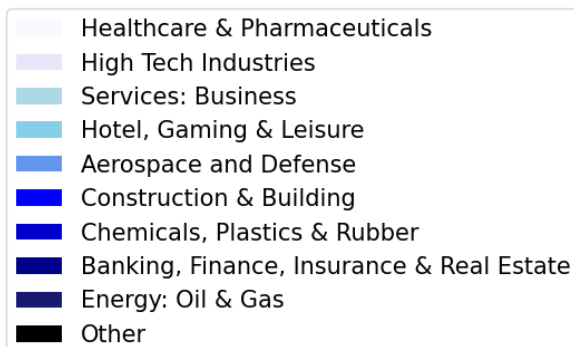 Healthcare & Pharmaceuticals
High Tech Industries
Services: Business
Hotel, Gaming & Leisure
Aerospace and Defense
Construction & Building
Chemicals, Plastics & Rubber
Banking, Finance, Insurance & Real Estate
Energy: Oil & Gas
Other